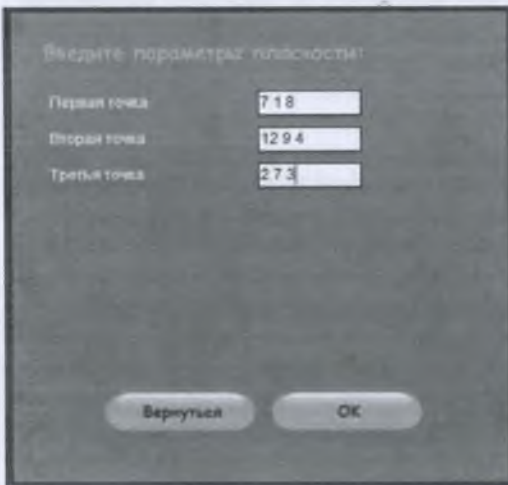 Введите параметры плоскости:
Первая точка 7 1 8
Вторая точка 12 9 4
Третья точка 2 7 3
Вернуться OK